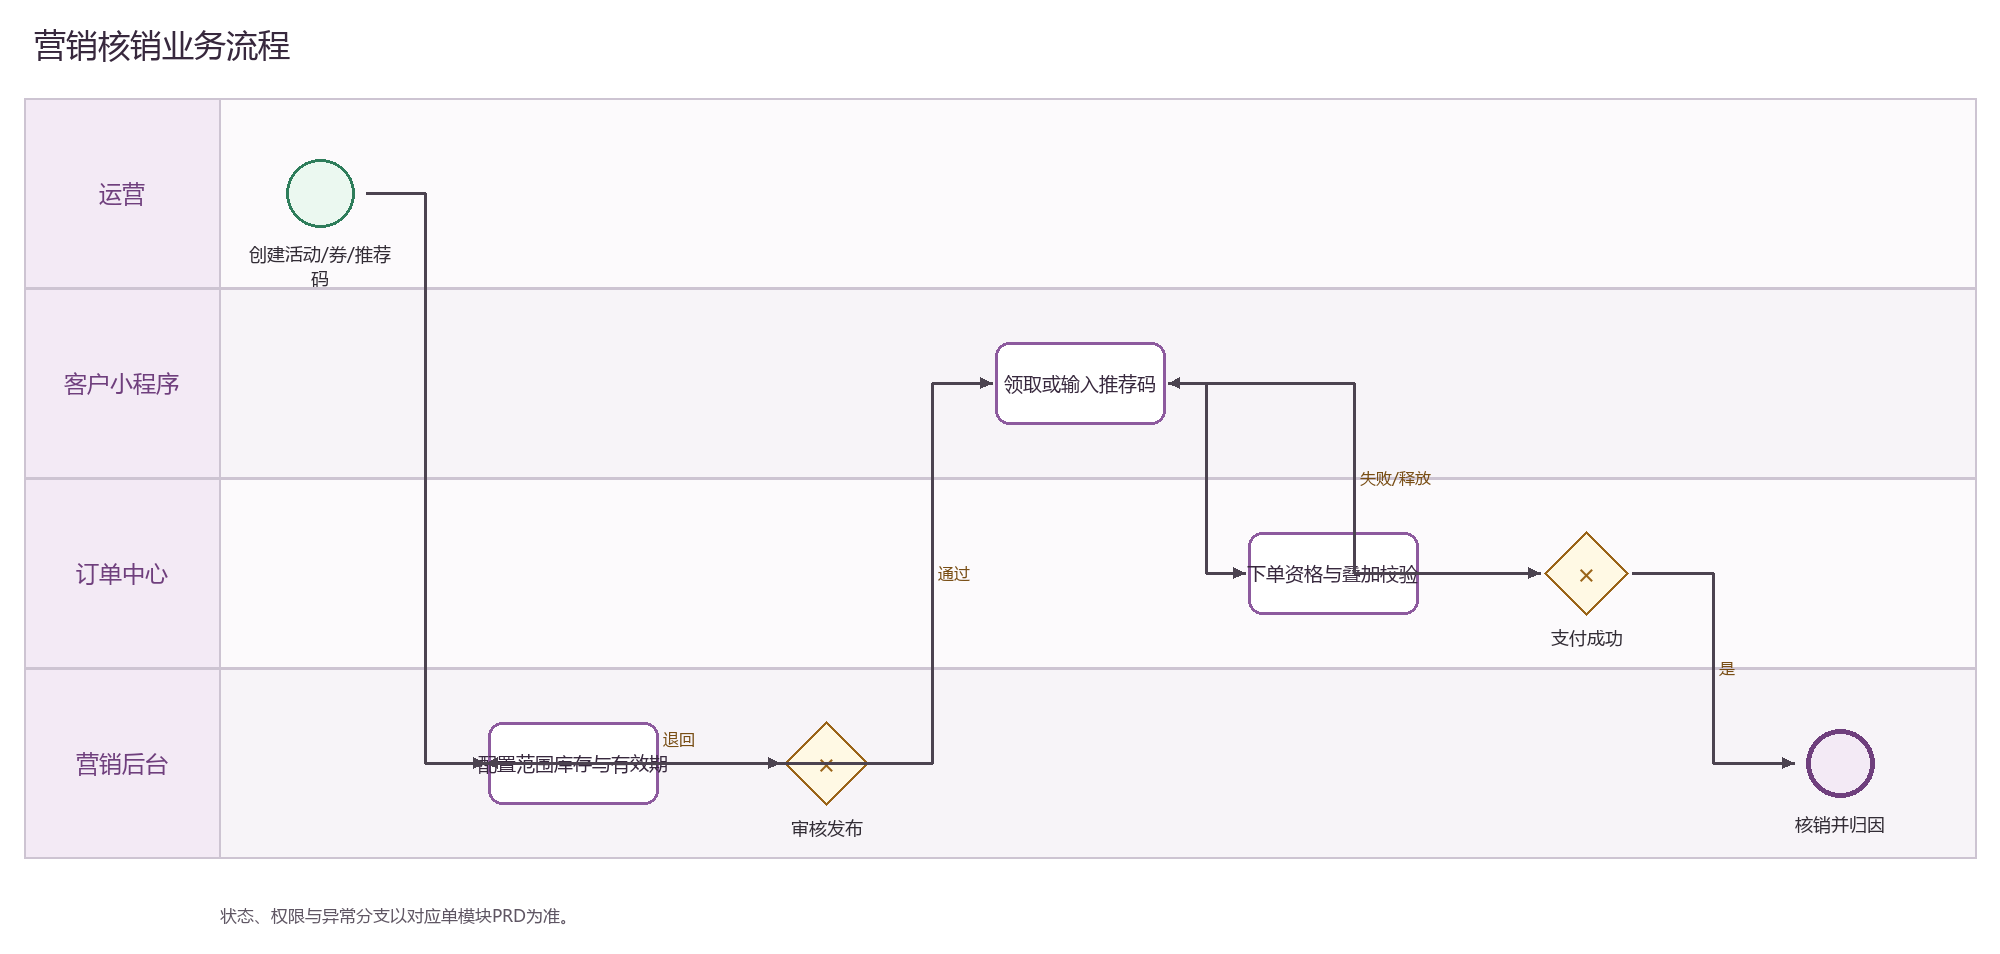 营销核销业务流程
运营
创建活动/券/推荐
码
客户小程序
领取或输入推荐码
失败/释放
订单中心
通过
下单资格与叠加校验
支付成功
是
营销后台
配置范围库存与有效期
退回
审核发布
核销并归因
状态、权限与异常分支以对应单模块PRD为准。